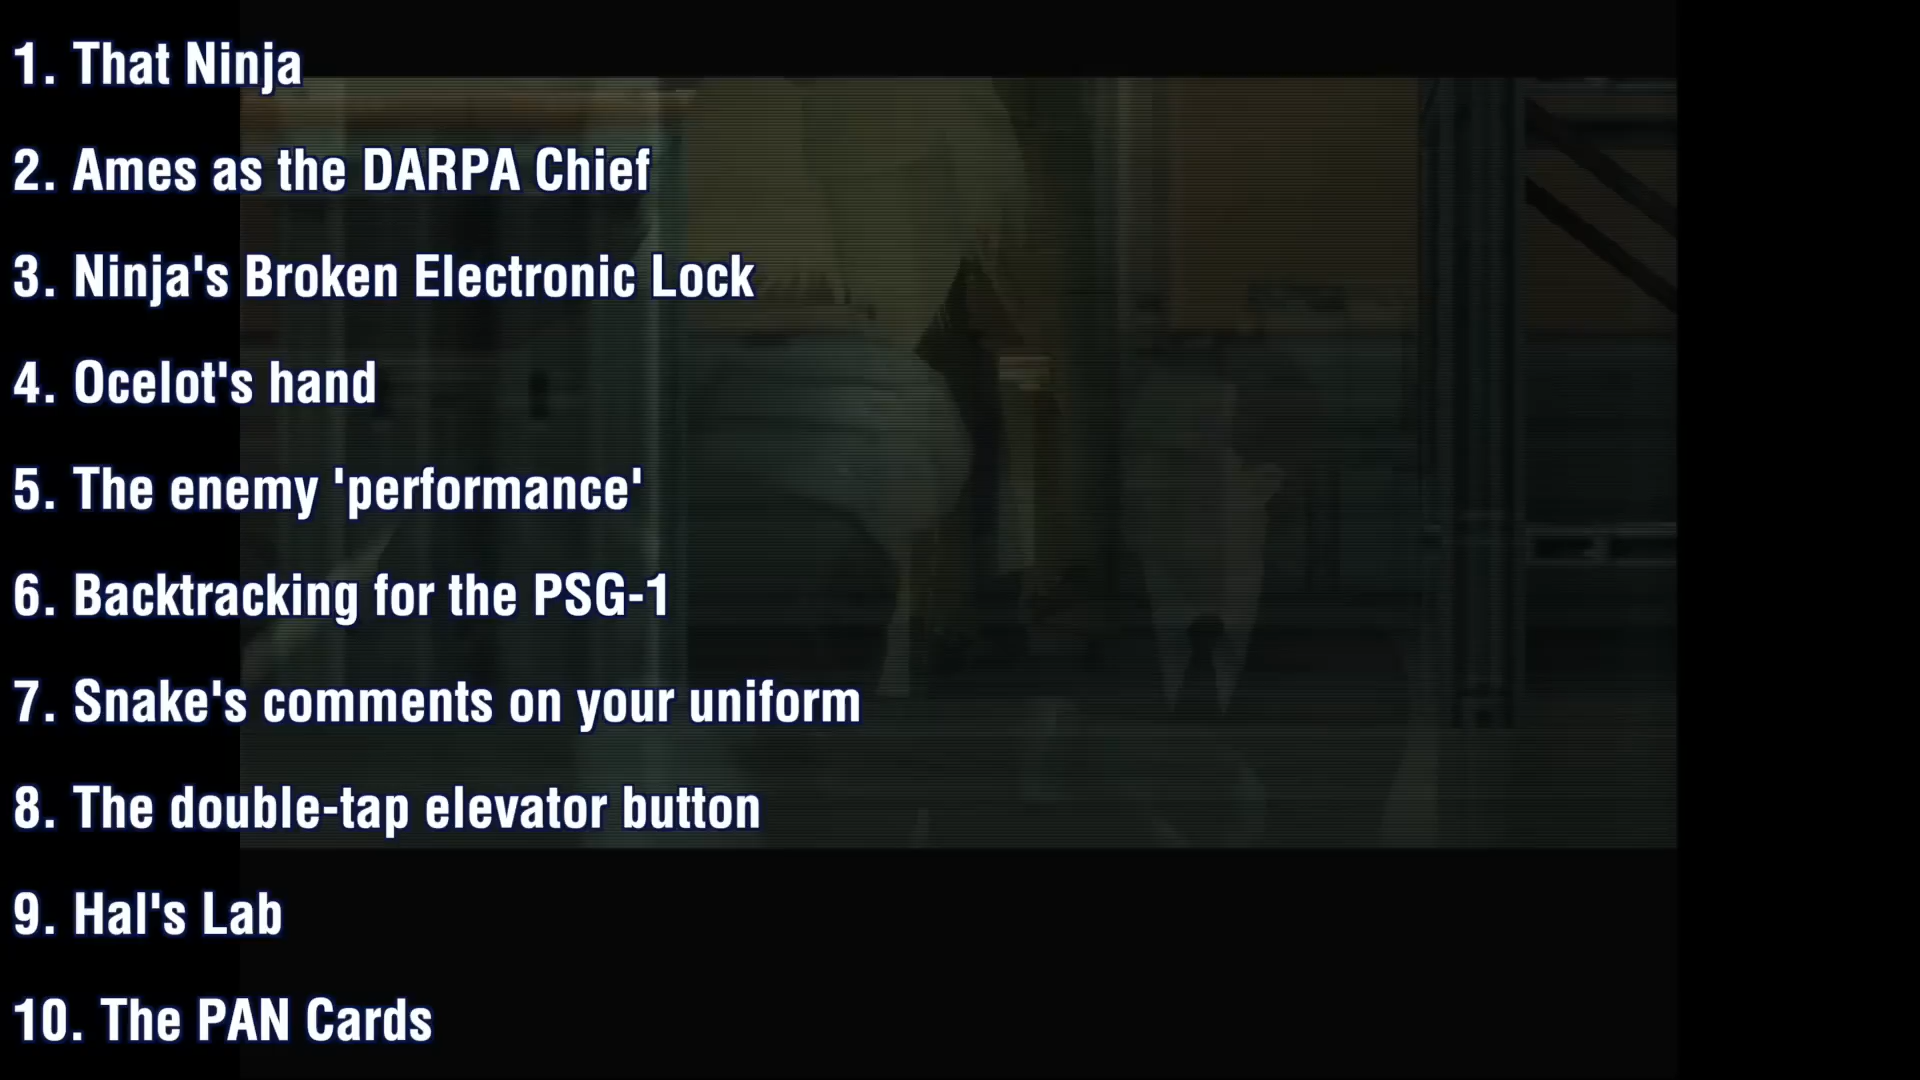 1. That Ninja
2. Ames as the DARPA Chief
3. Ninja's Broken Electronic Lock
4. Ocelot's hand
5. The enemy 'performance'
6. Backtracking for the PSG-1
7. Snake's comments on your uniform
8. The double-tap elevator button
9. Hal's Lab
10. The PAN Cards